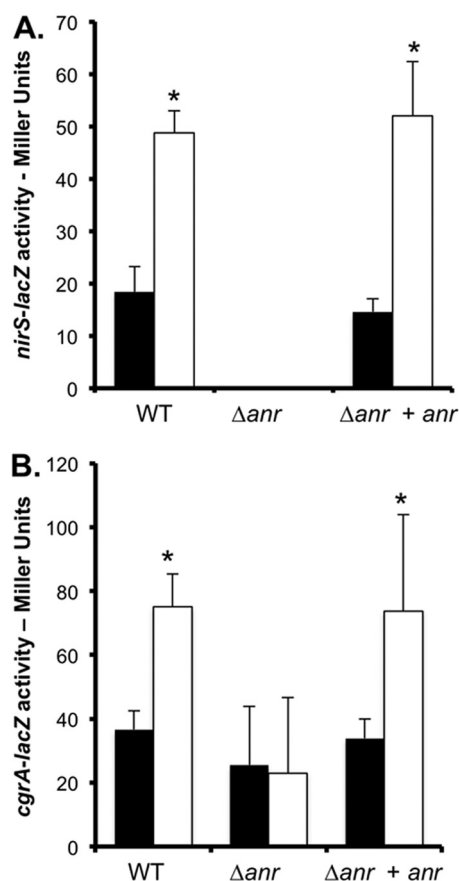 A.
nirS-lacZ activity - Miller Units
70
60
50
40
30
20
10
0
*
*
WT
Δanr
Δanr + anr
B.
cgrA-lacZ activity – Miller Units
120
100
80
60
40
20
0
*
*
WT
Δanr
Δanr + anr